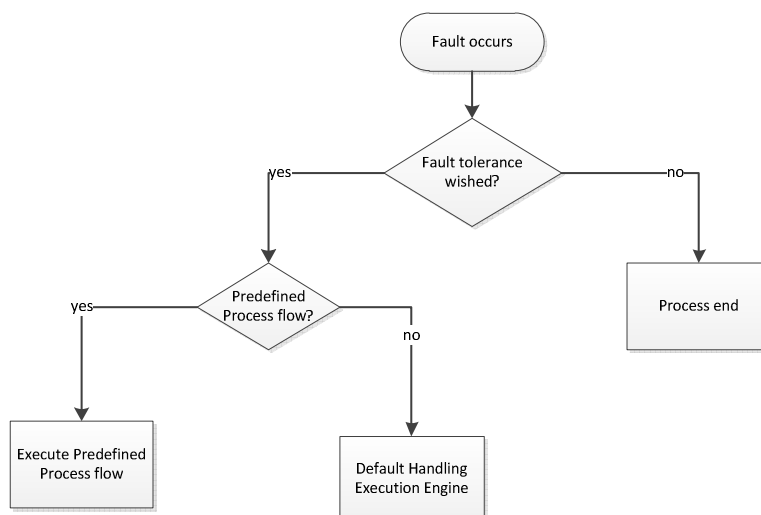 Fault occurs
Fault tolerance
wished?
yes
no
Predefined
Process flow?
Process end
yes
no
Execute Predefined
Process flow
Default Handling
Execution Engine